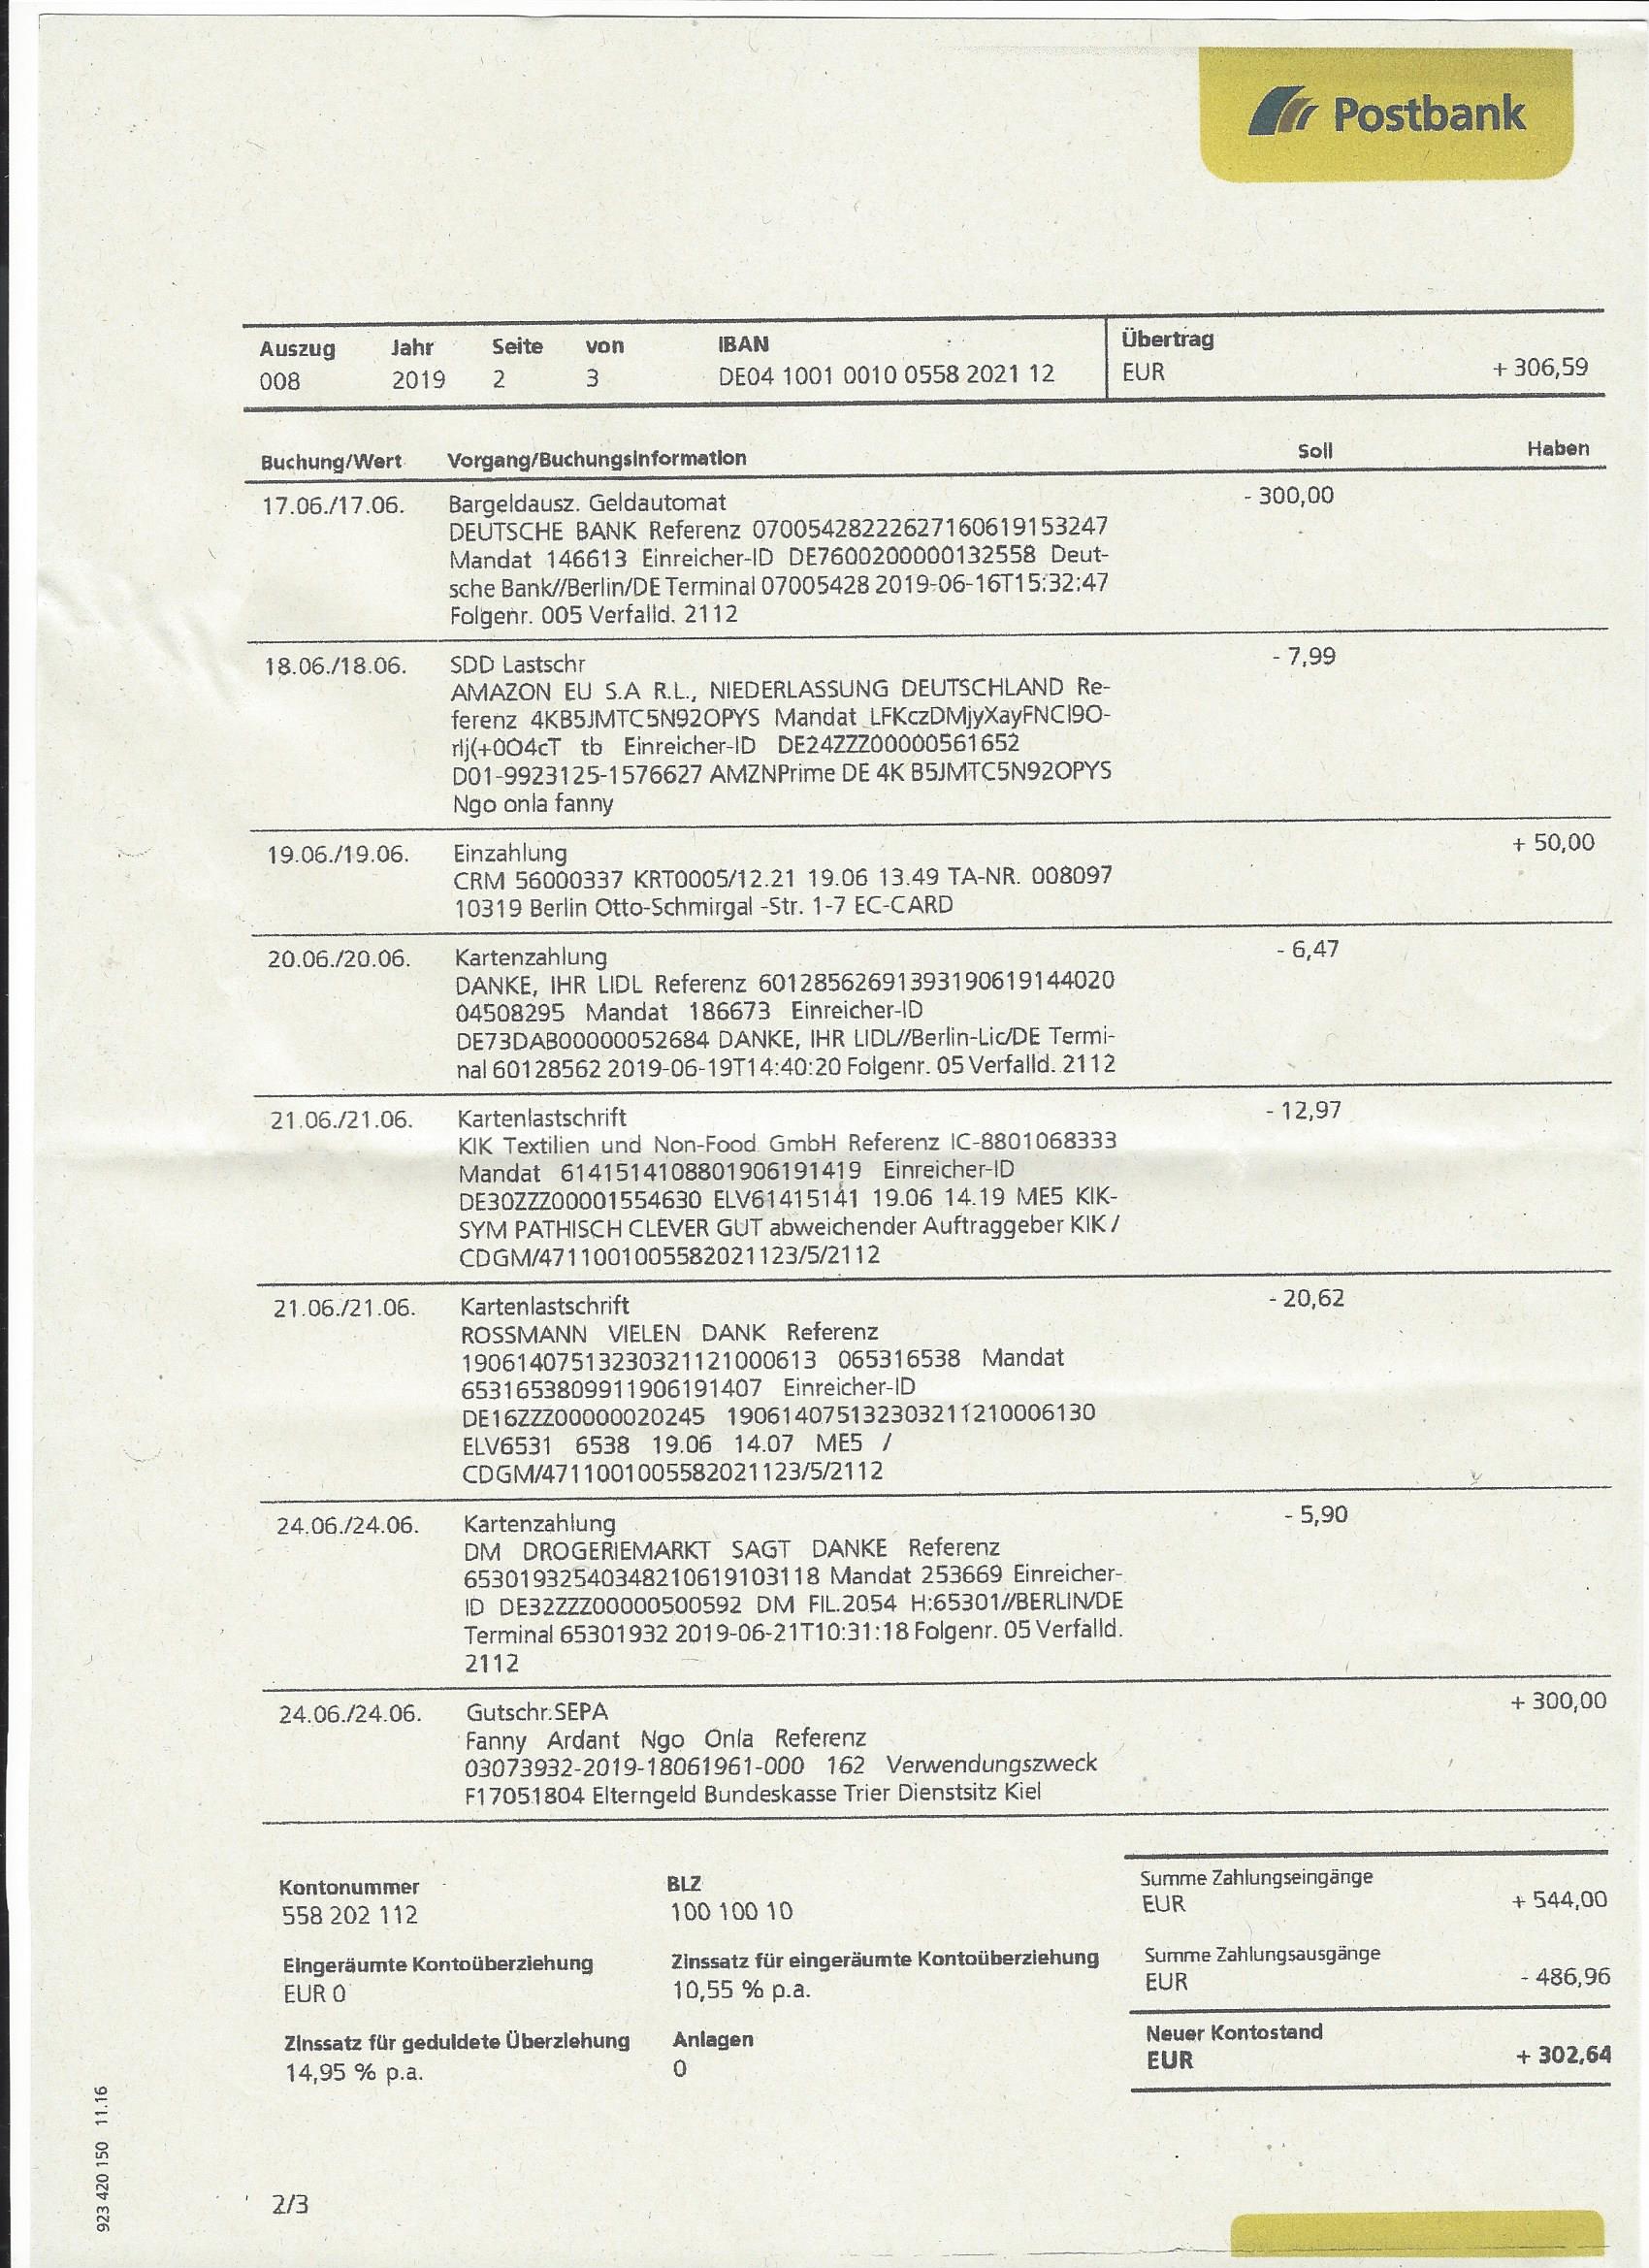 Postbank
Auszug Jahr Seite von IBAN Übertrag
008 2019 2 3 DE04 1001 0010 0558 2021 12 EUR + 306,59
Buchung/Wert Vorgang/Buchungsinformation Soll Haben
17.06./17.06. Bargeldausz. Geldautomat - 300,00
DEUTSCHE BANK Referenz 07005428222627160619153247
Mandat 146613 Einreicher-ID DE7600200000132558 Deut-
sche Bank//Berlin/DE Terminal 07005428 2019-06-16T15:32:47
Folgenr. 005 Verfalld. 2112
18.06./18.06. SDD Lastschr - 7,99
AMAZON EU S.A R.L., NIEDERLASSUNG DEUTSCHLAND Re-
ferenz 4KB5JMTC5N92OPYS Mandat LFKczDMjyXayFNCI9O-
rIj(+0O4cT tb Einreicher-ID DE24ZZZ00000561652
D01-9923125-1576627 AMZNPrime DE 4K B5JMTC5N92OPYS
Ngo onla fanny
19.06./19.06. Einzahlung + 50,00
CRM 56000337 KRT0005/12.21 19.06 13.49 TA-NR. 008097
10319 Berlin Otto-Schmirgal -Str. 1-7 EC-CARD
20.06./20.06. Kartenzahlung - 6,47
DANKE, IHR LIDL Referenz 60128562691393190619144020
04508295 Mandat 186673 Einreicher-ID
DE73DAB00000052684 DANKE, IHR LIDL//Berlin-Lic/DE Termi-
nal 60128562 2019-06-19T14:40:20 Folgenr. 05 Verfalld. 2112
21.06./21.06. Kartenlastschrift - 12,97
KIK Textilien und Non-Food GmbH Referenz IC-8801068333
Mandat 6141514108801906191419 Einreicher-ID
DE30ZZZ00001554630 ELV61415141 19.06 14.19 ME5 KIK-
SYM PATHISCH CLEVER GUT abweichender Auftraggeber KIK /
CDGM/4711001005582021123/5/2112
21.06./21.06. Kartenlastschrift - 20,62
ROSSMANN VIELEN DANK Referenz
19061407513230321121000613 065316538 Mandat
6531653809911906191407 Einreicher-ID
DE16ZZZ00000020245 190614075132303211210006130
ELV6531 6538 19.06 14.07 ME5 /
CDGM/4711001005582021123/5/2112
24.06./24.06. Kartenzahlung - 5,90
DM DROGERIEMARKT SAGT DANKE Referenz
65301932540348210619103118 Mandat 253669 Einreicher-
ID DE32ZZZ00000500592 DM FIL.2054 H:65301//BERLIN/DE
Terminal 65301932 2019-06-21T10:31:18 Folgenr. 05 Verfalld.
2112
24.06./24.06. Gutschr.SEPA + 300,00
Fanny Ardant Ngo Onla Referenz
03073932-2019-18061961-000 162 Verwendungszweck
F17051804 Elterngeld Bundeskasse Trier Dienstsitz Kiel
Kontonummer BLZ Summe Zahlungseingänge
558 202 112 100 100 10 EUR + 544,00
Eingeräumte Kontoüberziehung Zinssatz für eingeräumte Kontoüberziehung Summe Zahlungsausgänge
EUR 0 10,55 % p.a. EUR - 486,96
Zinssatz für geduldete Überziehung Anlagen Neuer Kontostand
14,95 % p.a. 0 EUR + 302,64
923 420 150 11.16
2/3